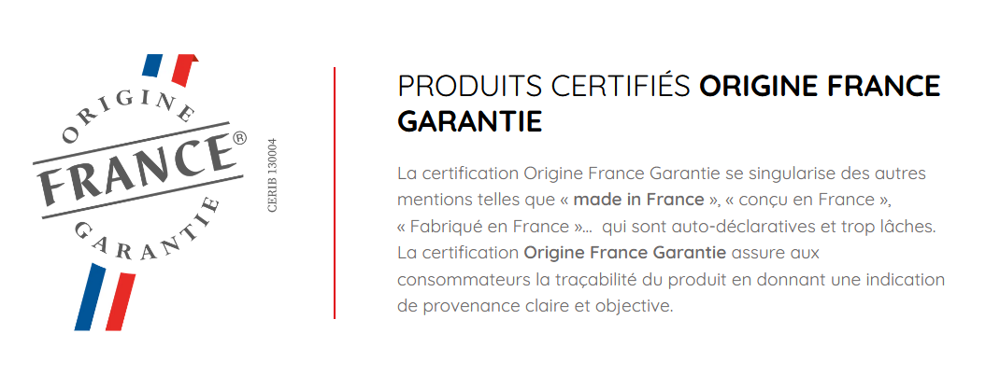 ORIGINE
FRANCE®
GARANTIE
CERIB 130004
PRODUITS CERTIFIÉS ORIGINE FRANCE
GARANTIE
La certification Origine France Garantie se singularise des autres
mentions telles que « made in France », « conçu en France »,
« Fabriqué en France »... qui sont auto-déclaratives et trop lâches.
La certification Origine France Garantie assure aux
consommateurs la traçabilité du produit en donnant une indication
de provenance claire et objective.